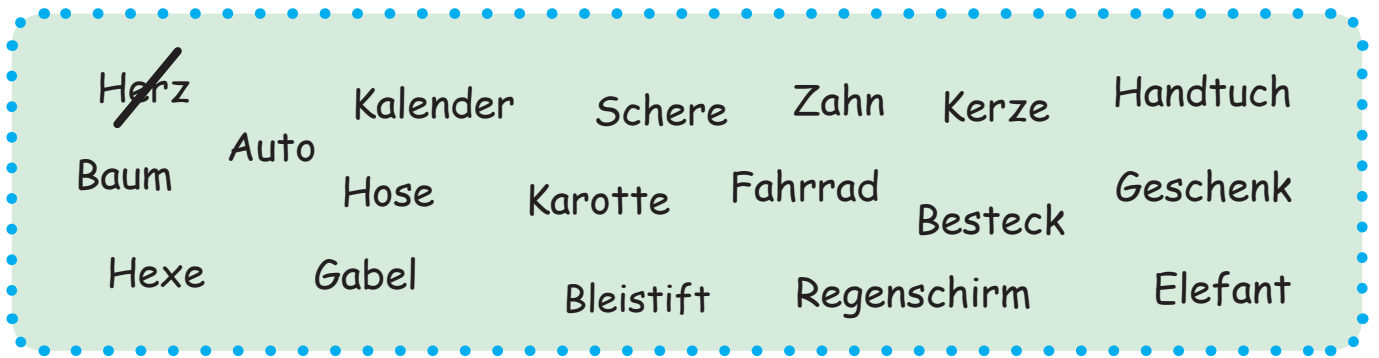 Herz
Kalender
Schere
Zahn
Kerze
Handtuch
Auto
Baum
Hose
Karotte
Fahrrad
Besteck
Geschenk
Hexe
Gabel
Bleistift
Regenschirm
Elefant